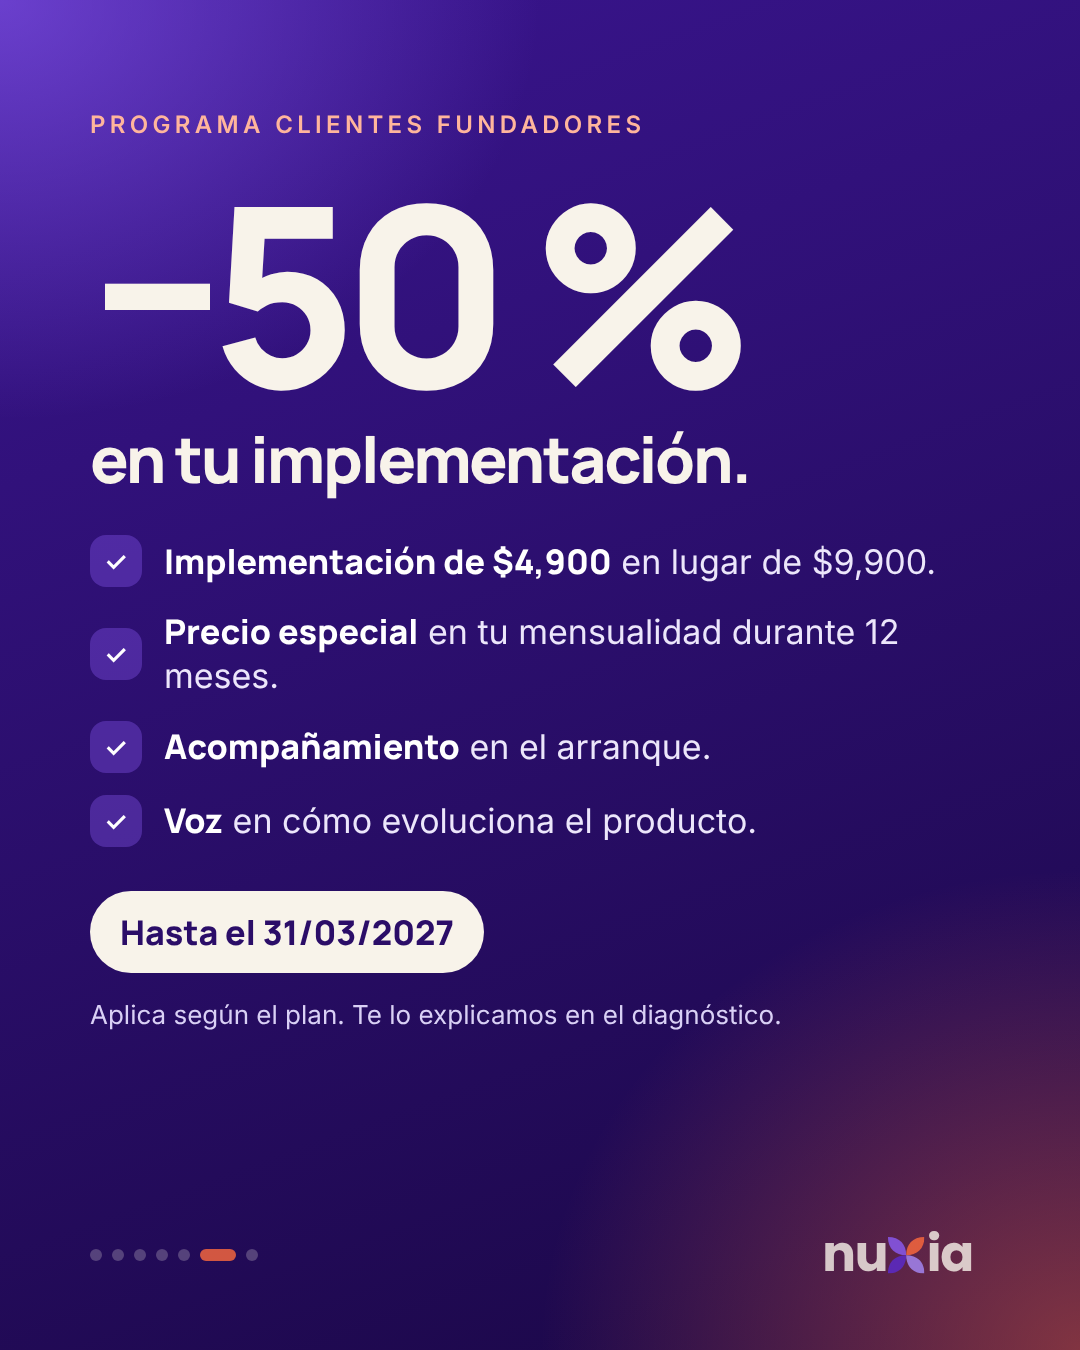 PROGRAMA CLIENTES FUNDADORES
–50 %
en tu implementación.
Implementación de $4,900 en lugar de $9,900.
Precio especial en tu mensualidad durante 12
meses.
Acompañamiento en el arranque.
Voz en cómo evoluciona el producto.
Hasta el 31/03/2027
Aplica según el plan. Te lo explicamos en el diagnóstico.
nuxia